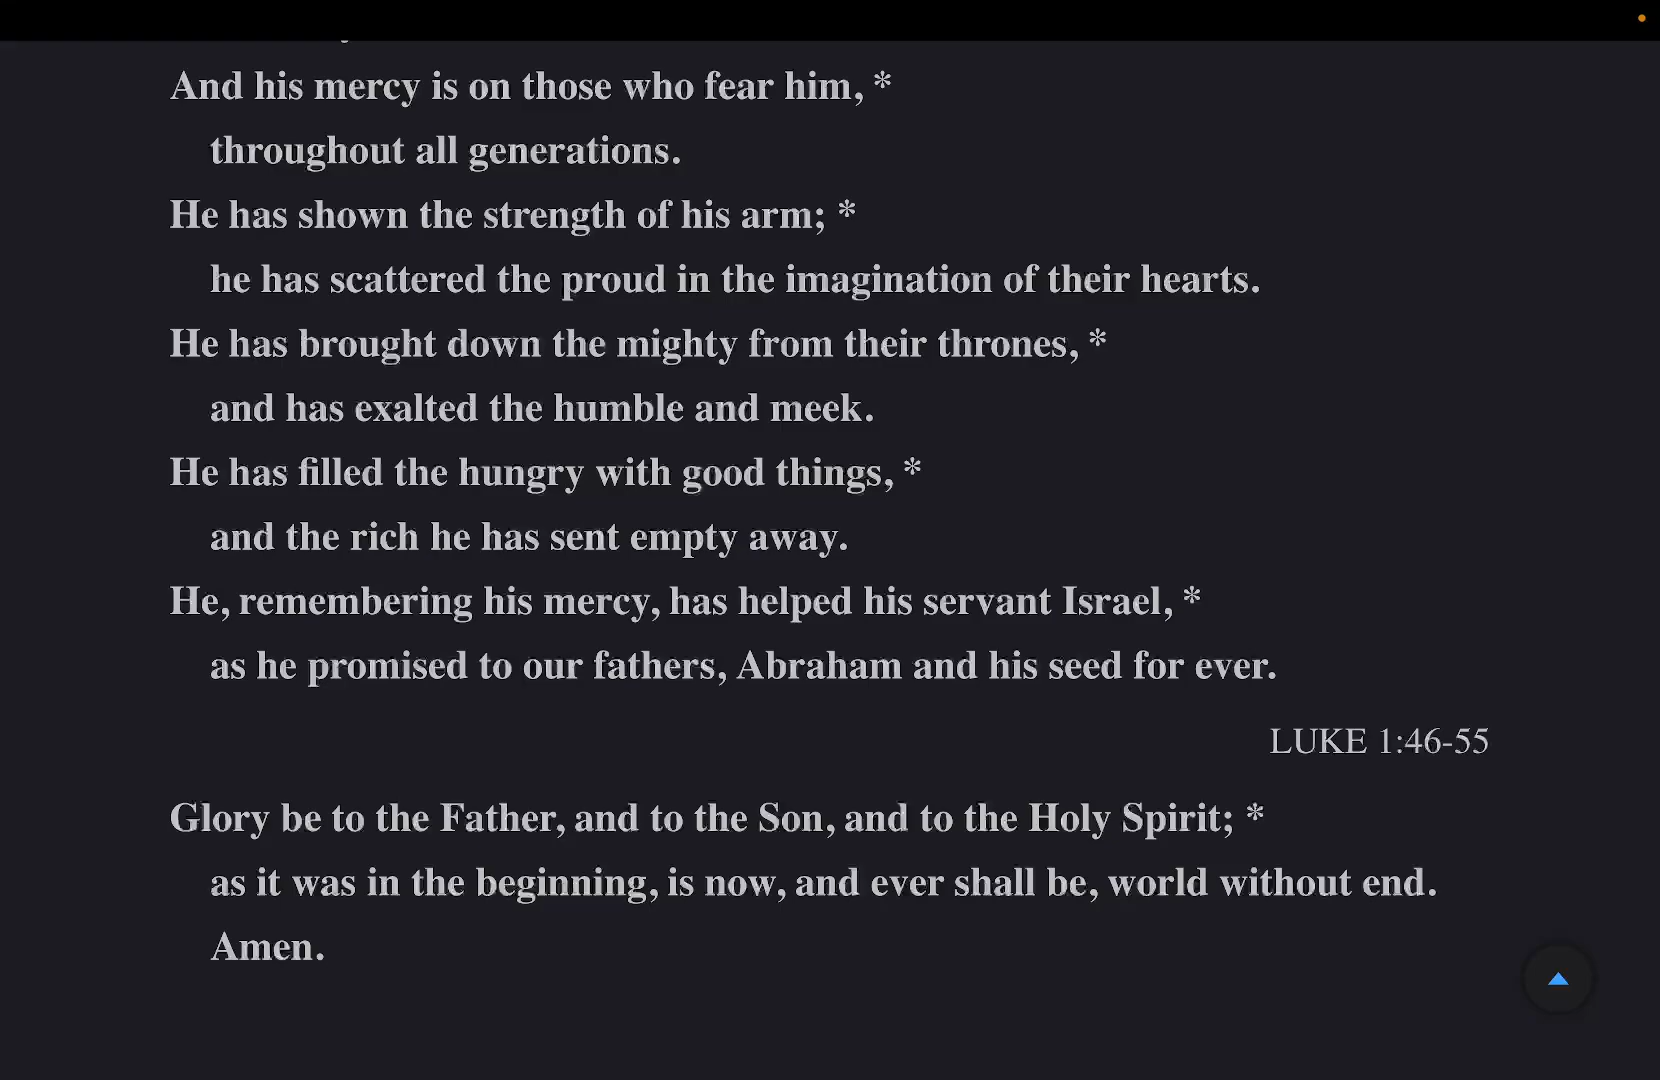 And his mercy is on those who fear him, *
throughout all generations.
He has shown the strength of his arm; *
he has scattered the proud in the imagination of their hearts.
He has brought down the mighty from their thrones, *
and has exalted the humble and meek.
He has filled the hungry with good things, *
and the rich he has sent empty away.
He, remembering his mercy, has helped his servant Israel, *
as he promised to our fathers, Abraham and his seed for ever.
LUKE 1:46-55
Glory be to the Father, and to the Son, and to the Holy Spirit; *
as it was in the beginning, is now, and ever shall be, world without end.
Amen.